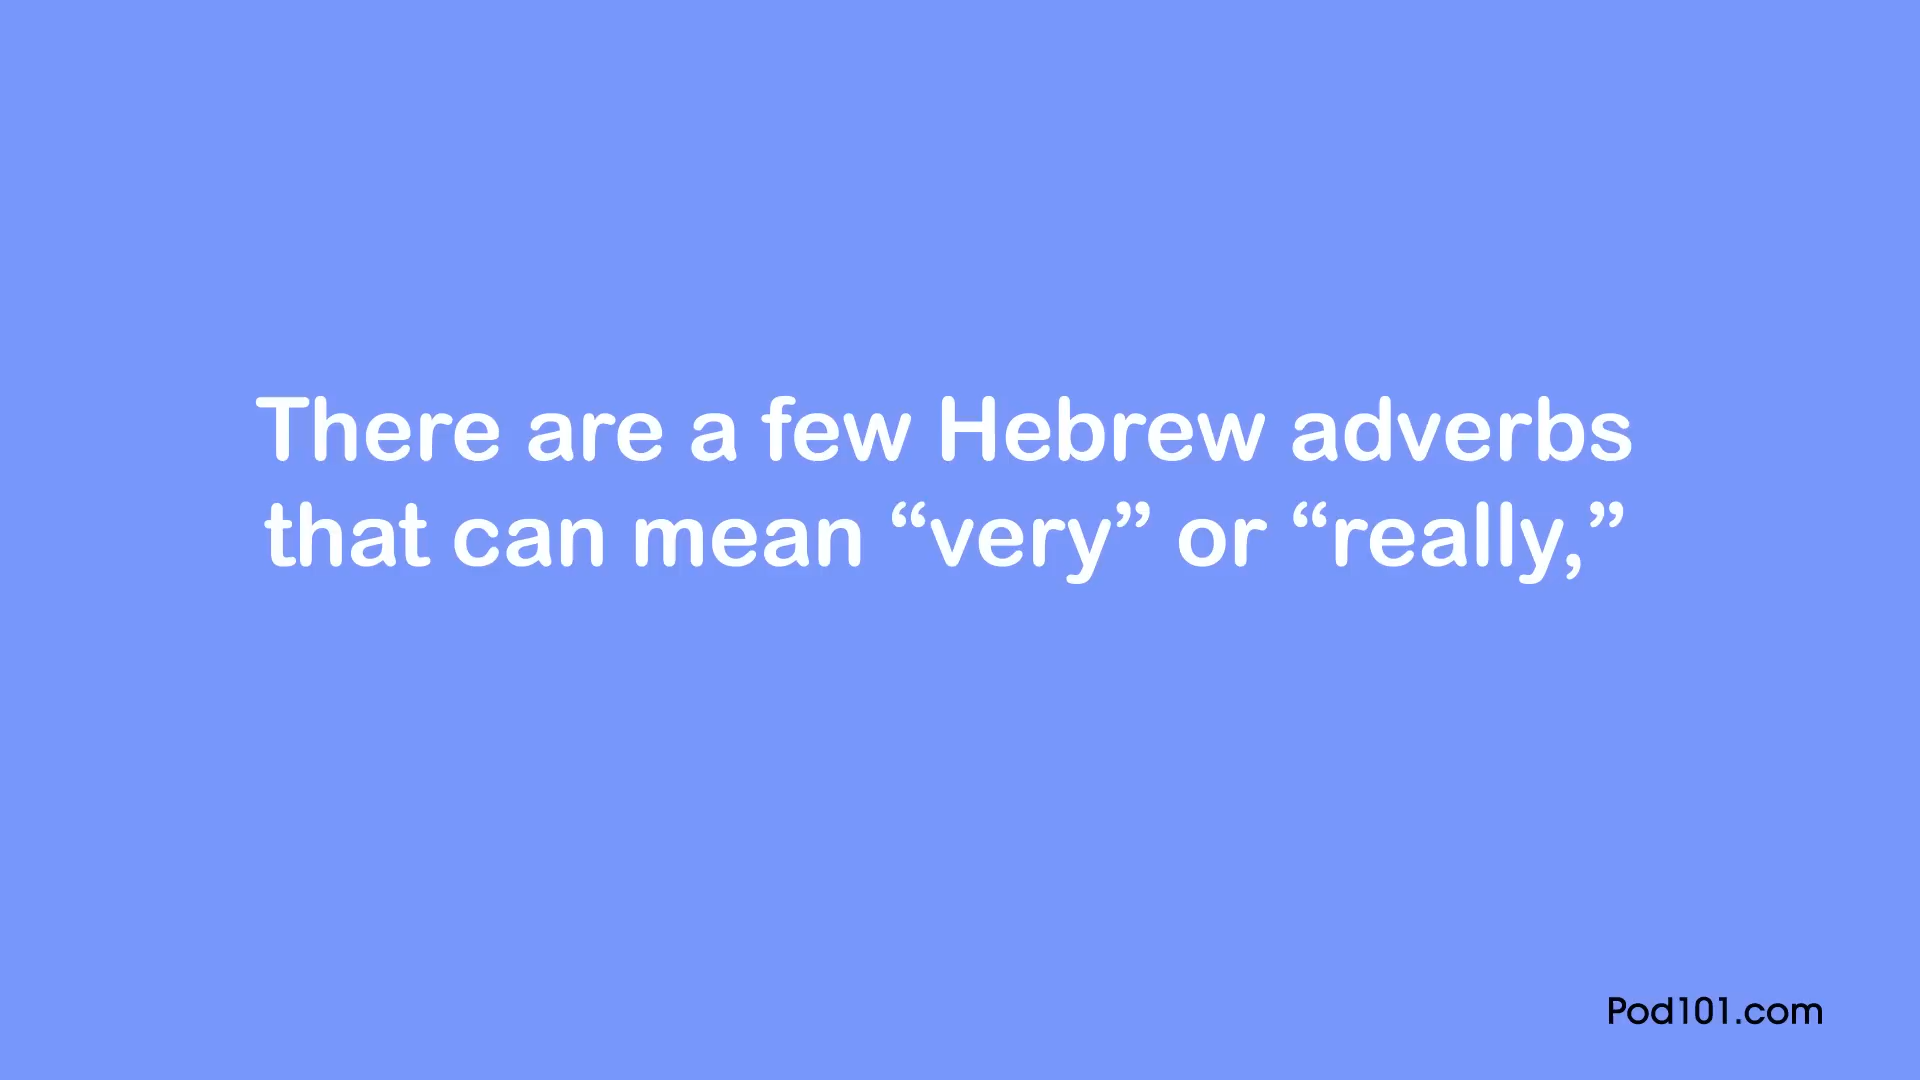 There are a few Hebrew adverbs
that can mean “very” or “really,”
Pod101.com